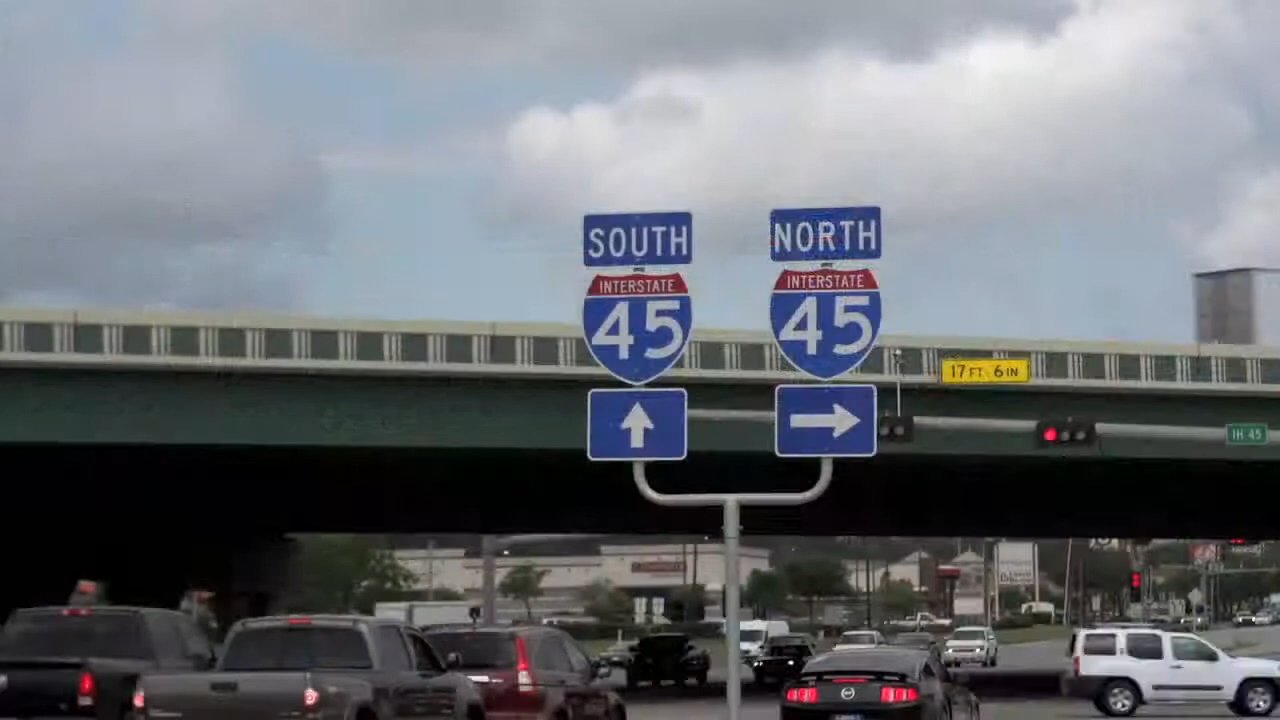 SOUTH
INTERSTATE
45
NORTH
INTERSTATE
45
17 FT 6 IN
IH 45